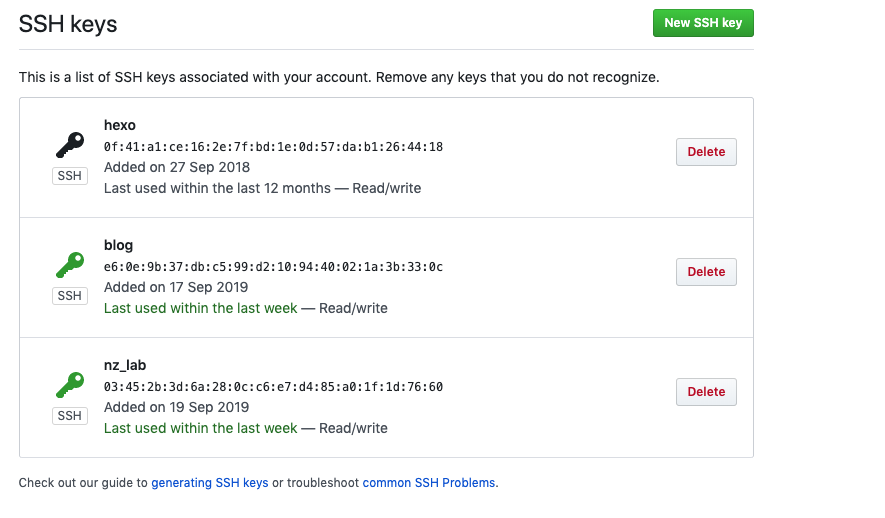 SSH keys
New SSH key
This is a list of SSH keys associated with your account. Remove any keys that you do not recognize.
hexo
0f:41:a1:ce:16:2e:7f:bd:1e:0d:57:da:b1:26:44:18
Added on 27 Sep 2018
Last used within the last 12 months — Read/write
SSH
Delete
blog
e6:0e:9b:37:db:c5:99:d2:10:94:40:02:1a:3b:33:0c
Added on 17 Sep 2019
Last used within the last week — Read/write
SSH
Delete
nz_lab
03:45:2b:3d:6a:28:0c:c6:e7:d4:85:a0:1f:1d:76:60
Added on 19 Sep 2019
Last used within the last week — Read/write
SSH
Delete
Check out our guide to generating SSH keys or troubleshoot common SSH Problems.